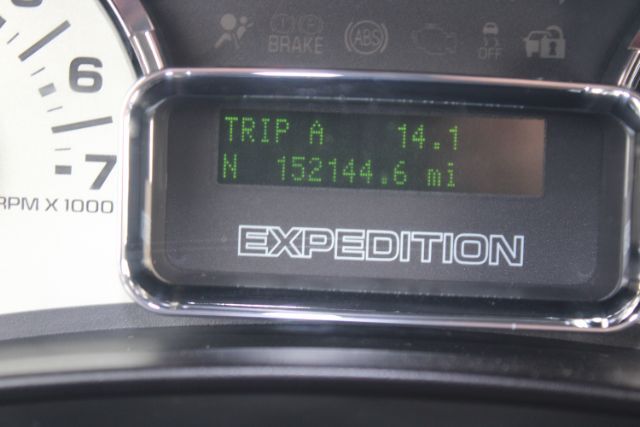 BRAKE ABS OFF
6
TRIP A 14.1
7
N 152144.6 mi
RPM X 1000
EXPEDITION